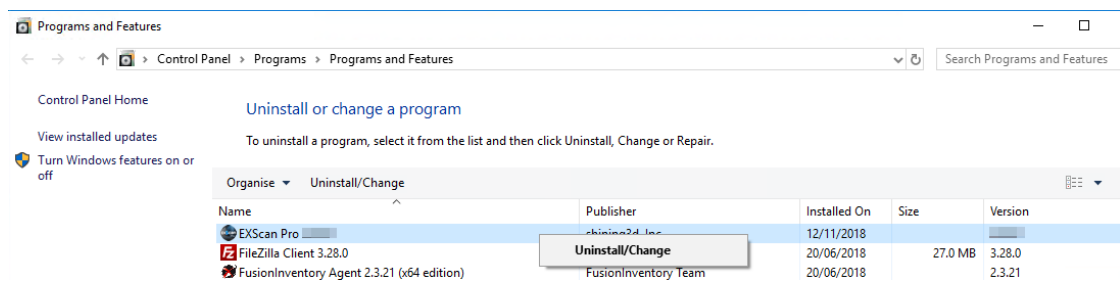 Programs and Features
Control Panel > Programs > Programs and Features
Search Programs and Features
Control Panel Home
Uninstall or change a program
View installed updates
To uninstall a program, select it from the list and then click Uninstall, Change or Repair.
Turn Windows features on or
off
Organise Uninstall/Change
Name Publisher Installed On Size Version
EXScan Pro shining3d, Inc. 12/11/2018
Uninstall/Change
FileZilla Client 3.28.0 20/06/2018 27.0 MB 3.28.0
FusionInventory Agent 2.3.21 (x64 edition) FusionInventory Team 20/06/2018 2.3.21